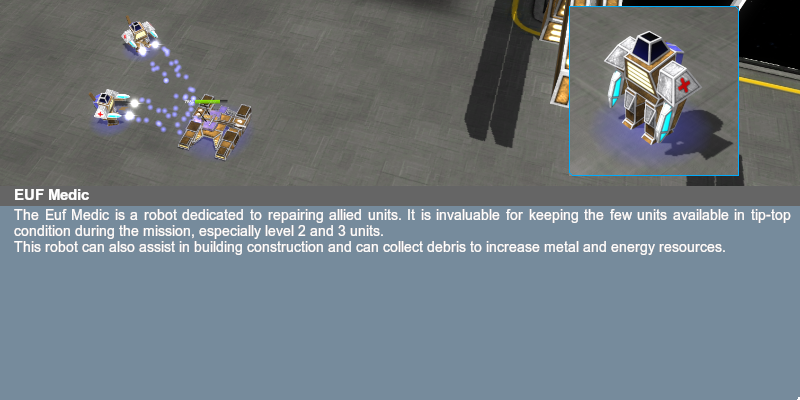 EUF Medic
The Euf Medic is a robot dedicated to repairing allied units. It is invaluable for keeping the few units available in tip-top
condition during the mission, especially level 2 and 3 units.
This robot can also assist in building construction and can collect debris to increase metal and energy resources.